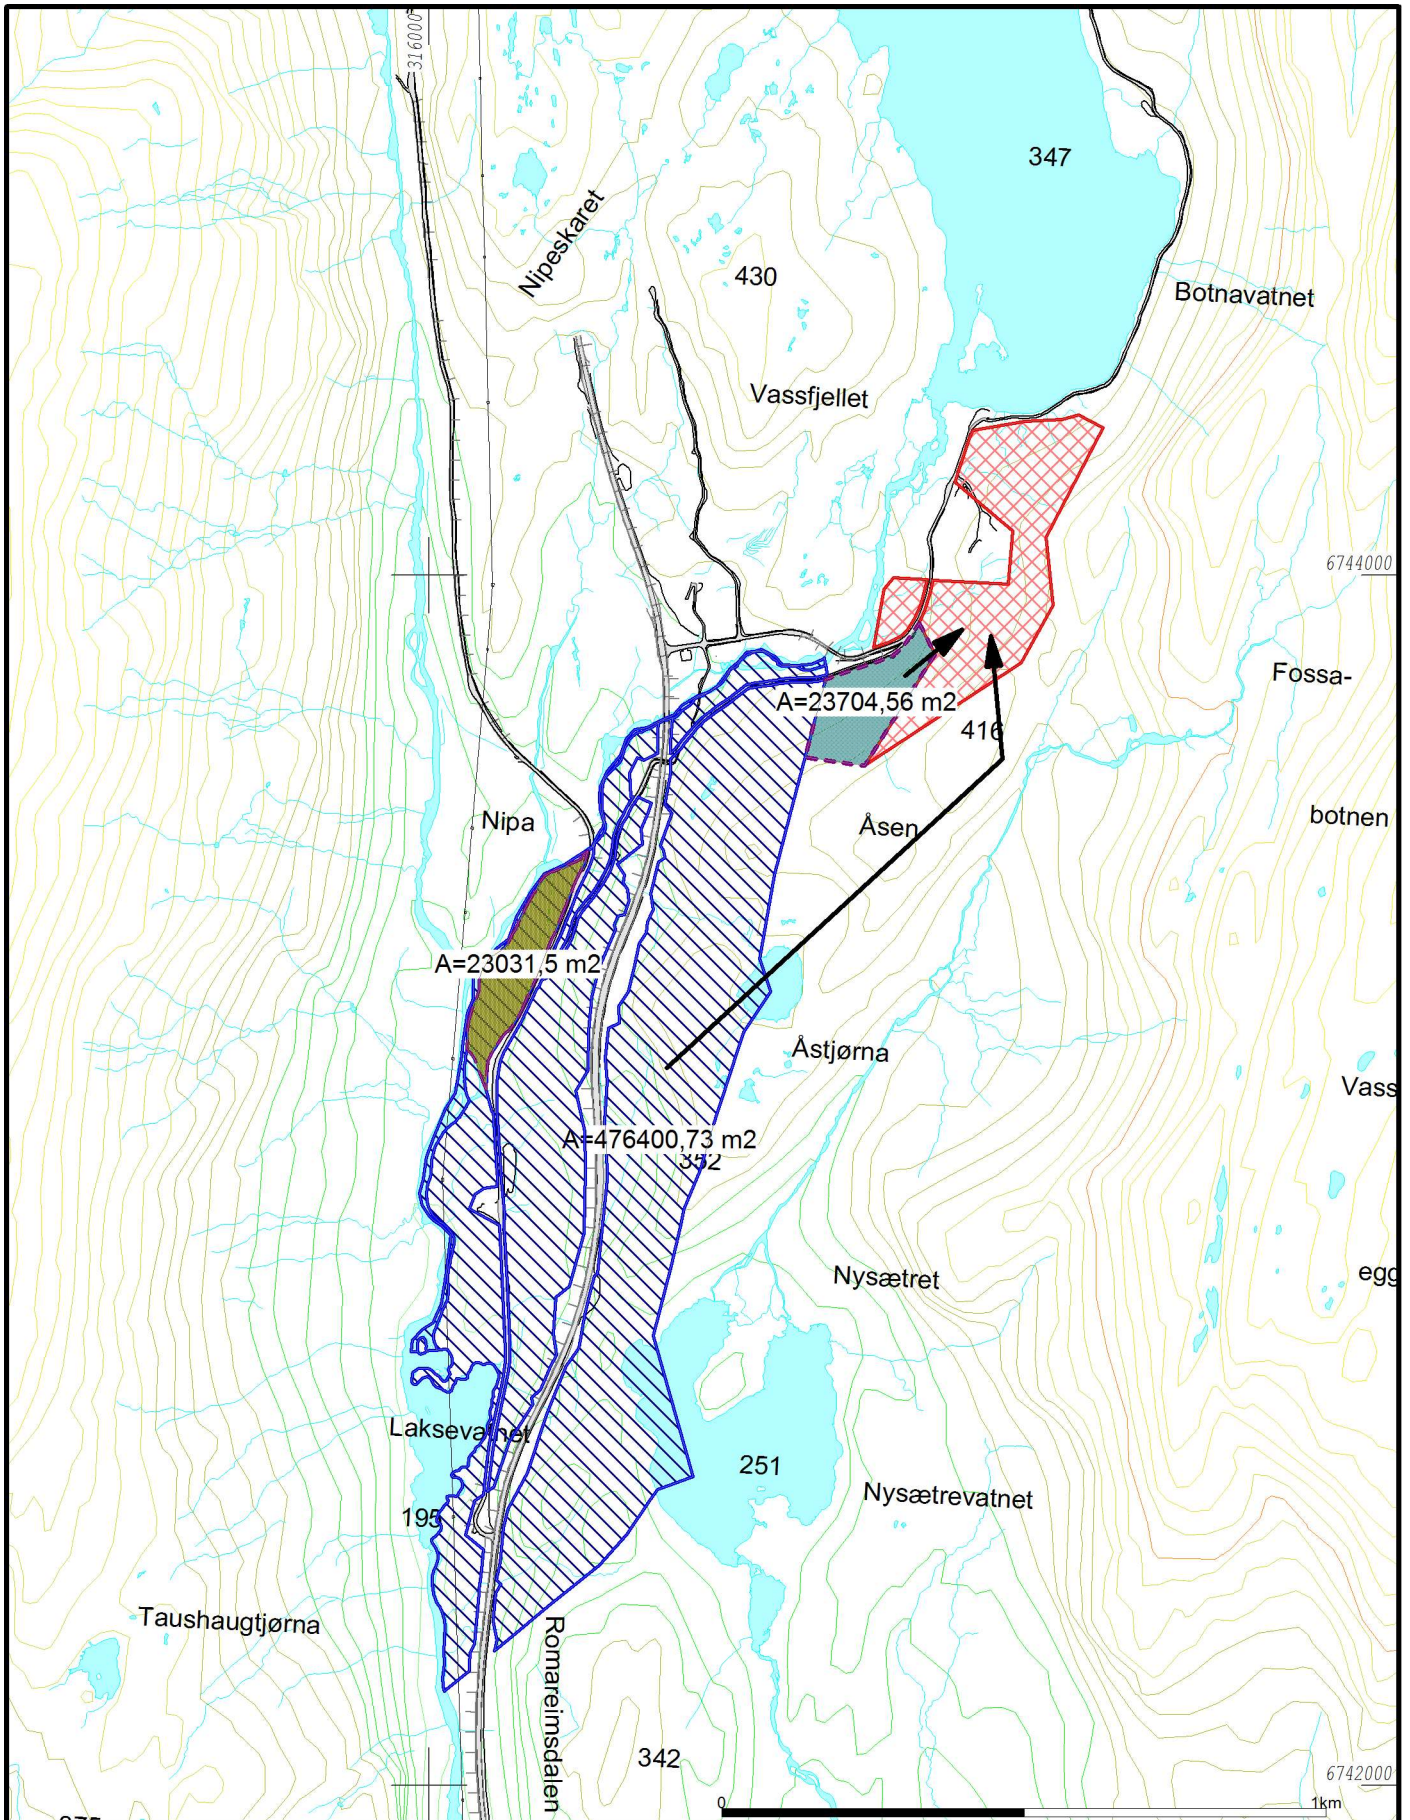 316000
347
Nipeskaret
430
Botnavatnet
Vassfjellet
6744000
Fossa-
A=23704,56 m2
416
botnen
Nipa
Åsen
A=23031,5 m2
Åstjørna
Vass
A=476400,73 m2
352
egg
Nysætret
Laksevatnet
251
Nysætrevatnet
195
Taushaugtjørna
Romareimsdalen
342
6742000
0
1km